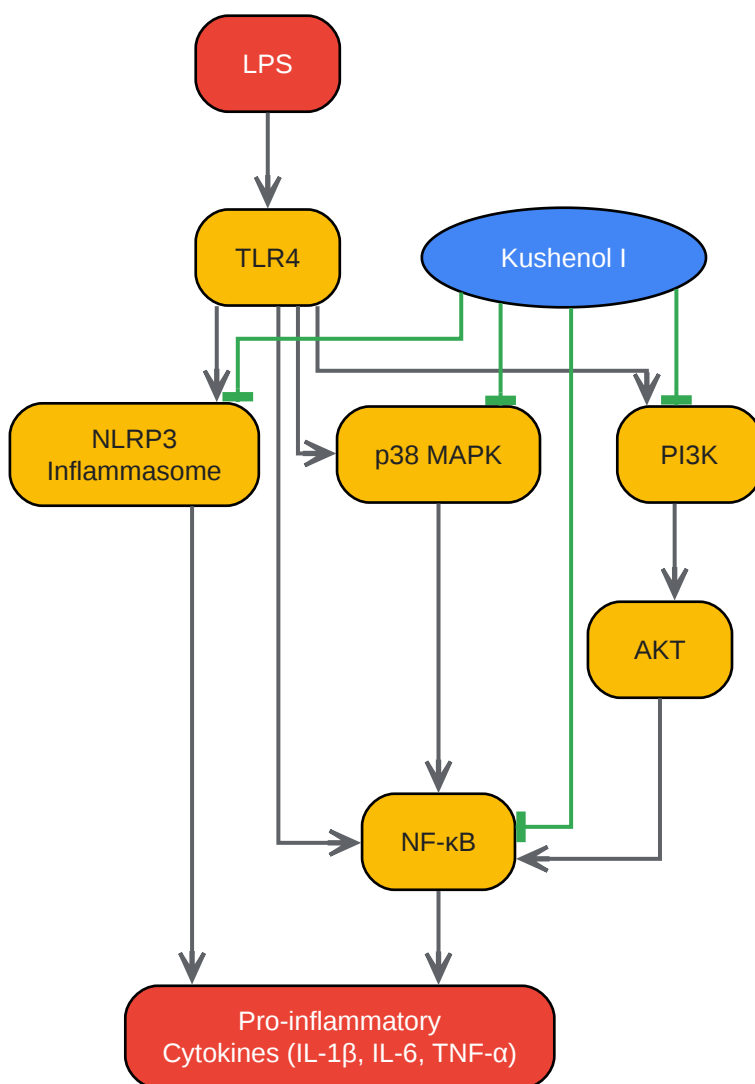 LPS
TLR4
Kushenol I
NLRP3
Inflammasome
p38 MAPK
PI3K
AKT
NF-κB
Pro-inflammatory
Cytokines (IL-1β, IL-6, TNF-α)